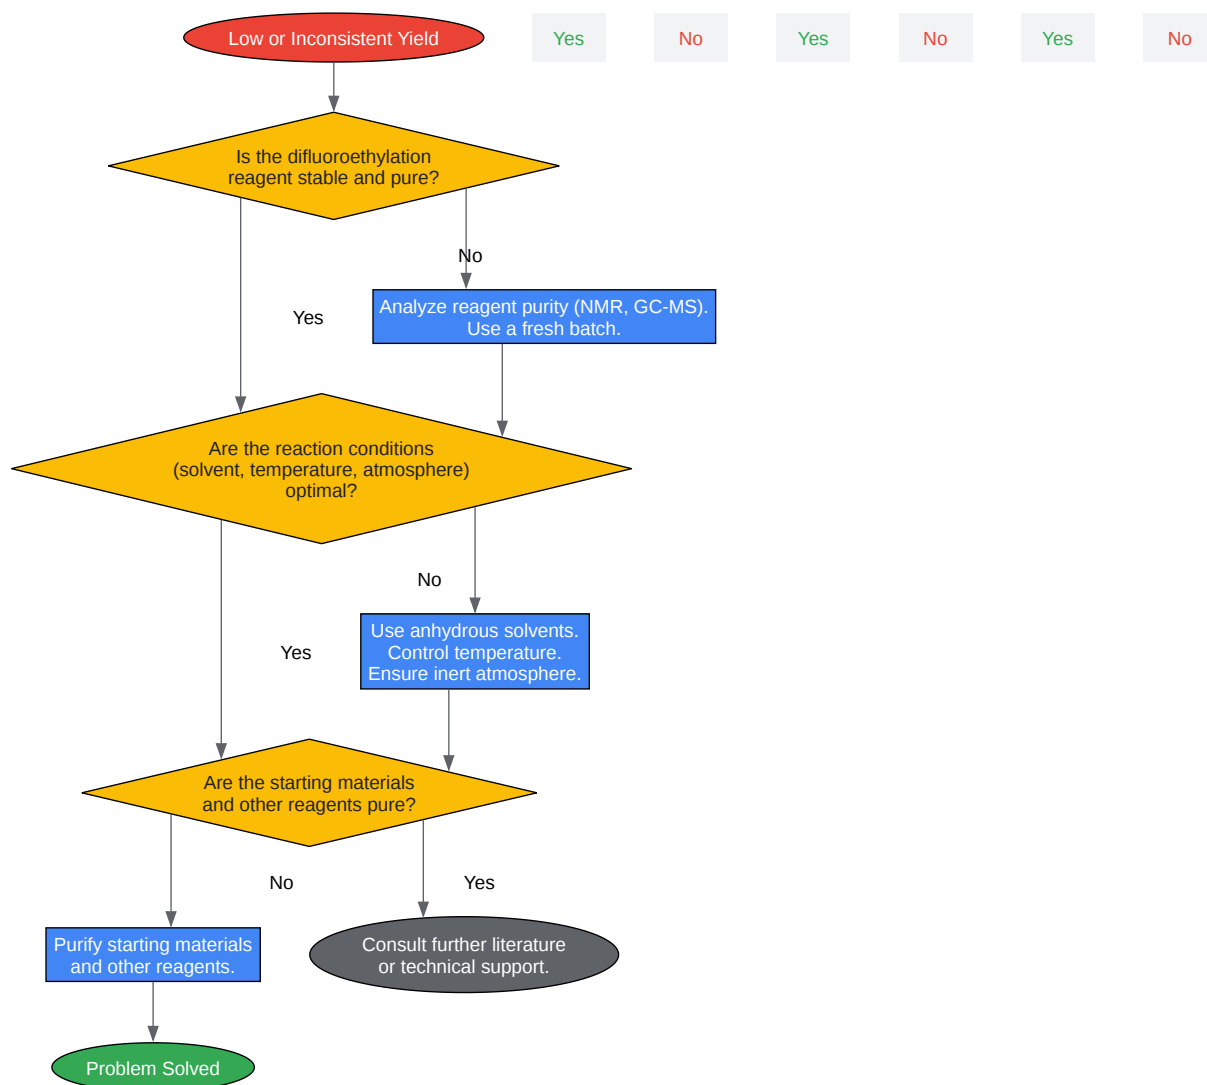 Low or Inconsistent Yield
Yes
No
Yes
No
Yes
No
Is the difluoroethylation
reagent stable and pure?
No
Yes
Analyze reagent purity (NMR, GC-MS).
Use a fresh batch.
Are the reaction conditions
(solvent, temperature, atmosphere)
optimal?
No
Yes
Use anhydrous solvents.
Control temperature.
Ensure inert atmosphere.
Are the starting materials
and other reagents pure?
No
Yes
Purify starting materials
and other reagents.
Consult further literature
or technical support.
Problem Solved